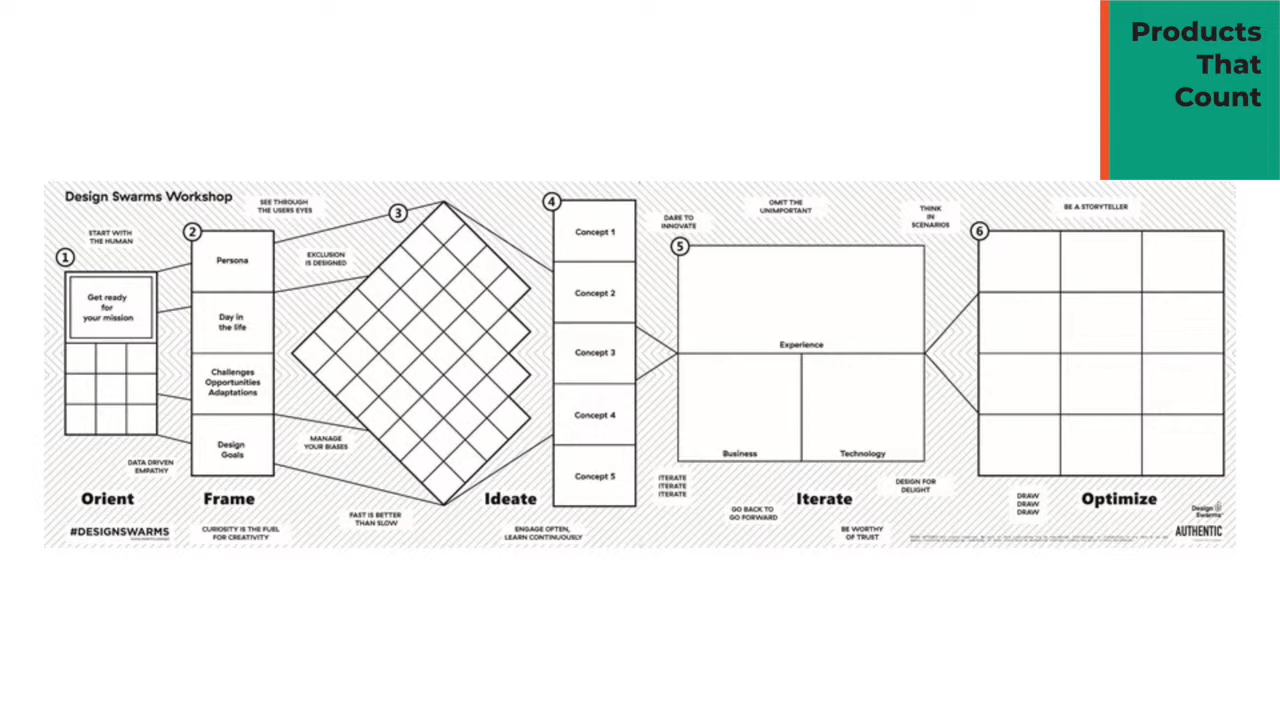 Products
That
Count
Design Swarms Workshop
SEE THROUGH
THE USERS EYES
START WITH
THE HUMAN
1
Get ready
for
your mission
2
Persona
Day in
the life
Challenges
Opportunities
Adaptations
Design
Goals
3
EXCLUSION
IS DESIGNED
MANAGE
YOUR BIASES
DATA DRIVEN
EMPATHY
4
Concept 1
Concept 2
Concept 3
Concept 4
Concept 5
DARE TO
INNOVATE
OMIT THE
UNIMPORTANT
THINK
IN
SCENARIOS
5
Experience
Business
Technology
6
BE A STORYTELLER
ITERATE
ITERATE
ITERATE
DESIGN FOR
DELIGHT
DRAW
DRAW
DRAW
Orient
Frame
Ideate
Iterate
Optimize
#DESIGNSWARMS
CURIOSITY IS THE FUEL
FOR CREATIVITY
FAST IS BETTER
THAN SLOW
ENGAGE OFTEN,
LEARN CONTINUOUSLY
GO BACK TO
GO FORWARD
BE WORTHY
OF TRUST
Design
Swarms
AUTHENTIC